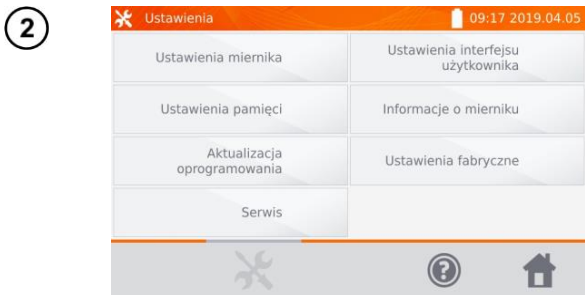 2
Ustawienia
09:17 2019.04.05
Ustawienia miernika
Ustawienia interfejsu
użytkownika
Ustawienia pamięci
Informacje o mierniku
Aktualizacja
oprogramowania
Ustawienia fabryczne
Serwis
?